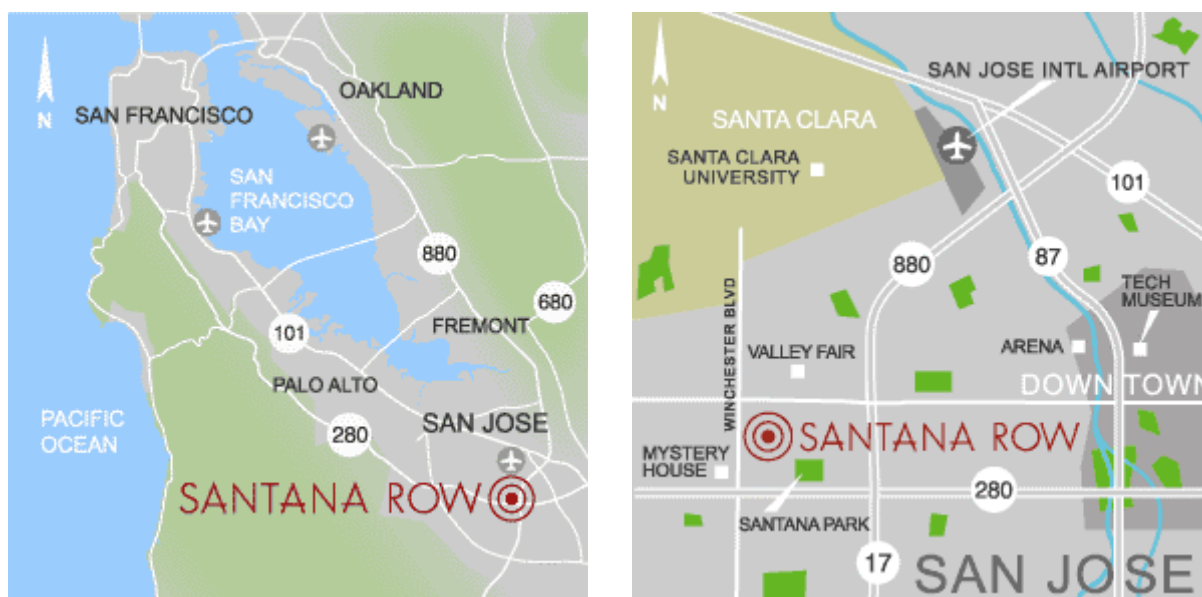 N
SAN FRANCISCO
OAKLAND
SAN
FRANCISCO
BAY
880
680
FREMONT
101
PALO ALTO
PACIFIC
OCEAN
280
SAN JOSE
SANTANA ROW
N
SAN JOSE INTL AIRPORT
SANTA CLARA
SANTA CLARA
UNIVERSITY
101
880
87
WINCHESTER BLVD
TECH
MUSEUM
VALLEY FAIR
ARENA
DOWN TOWN
SANTANA ROW
MYSTERY
HOUSE
280
SANTANA PARK
17
SAN JOSE